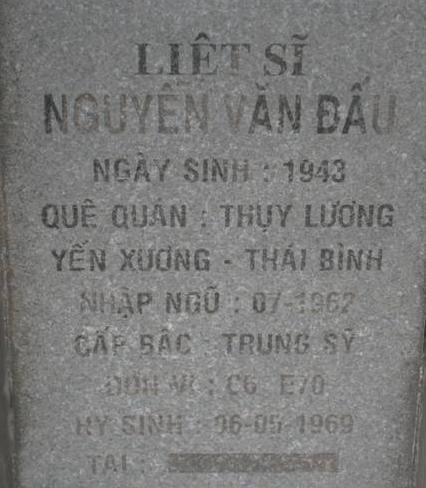 LIỆT SĨ
NGUYỄN VĂN ĐẤU
NGÀY SINH : 1943
QUÊ QUÁN : THỤY LƯƠNG
YẾN XƯƠNG - THÁI BÌNH
NHẬP NGŨ : 07-1962
CẤP BẬC : TRUNG SỸ
ĐƠN VỊ : C6 E70
HY SINH : 06-05-1969
TẠI :